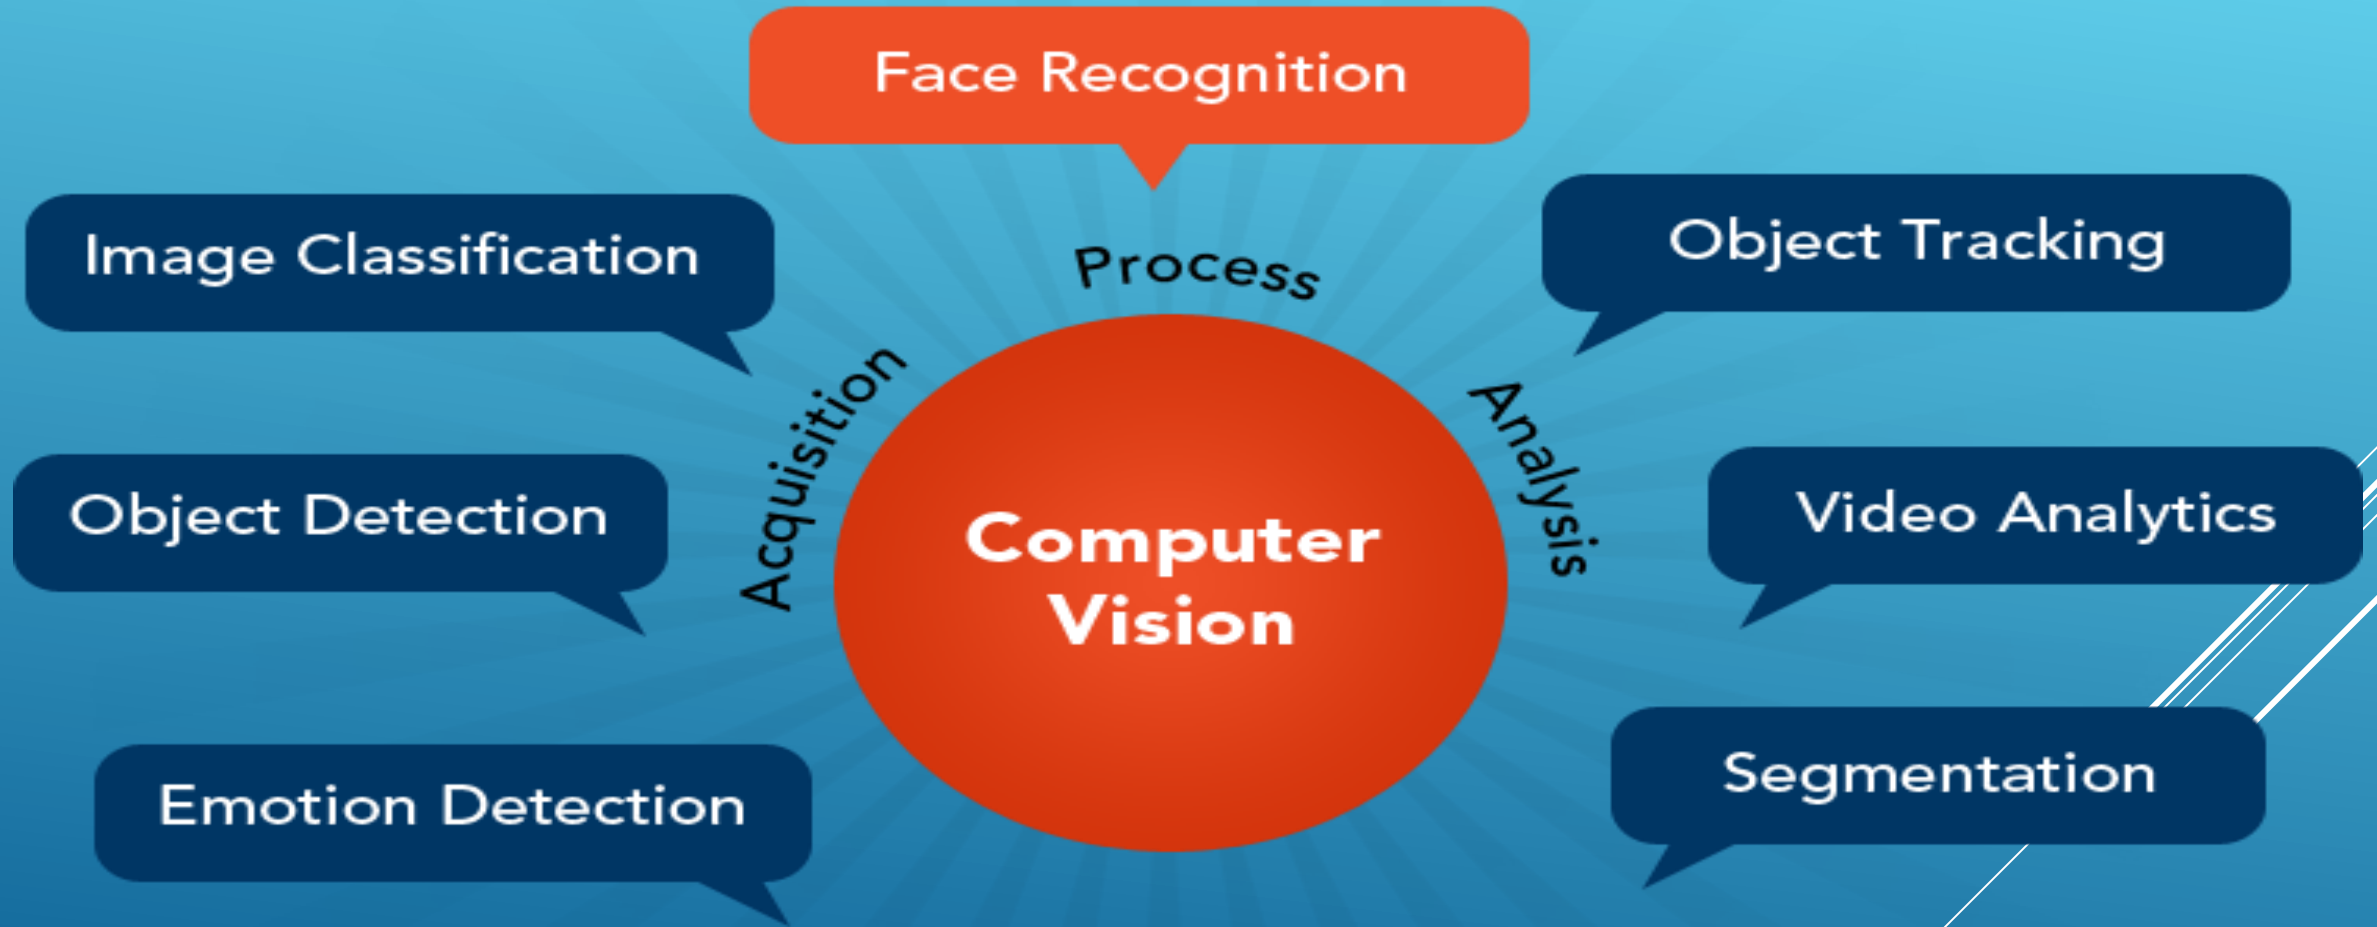 Face Recognition
Image Classification
Object Tracking
Process
Acquisition
Analysis
Object Detection
Video Analytics
Computer
Vision
Emotion Detection
Segmentation